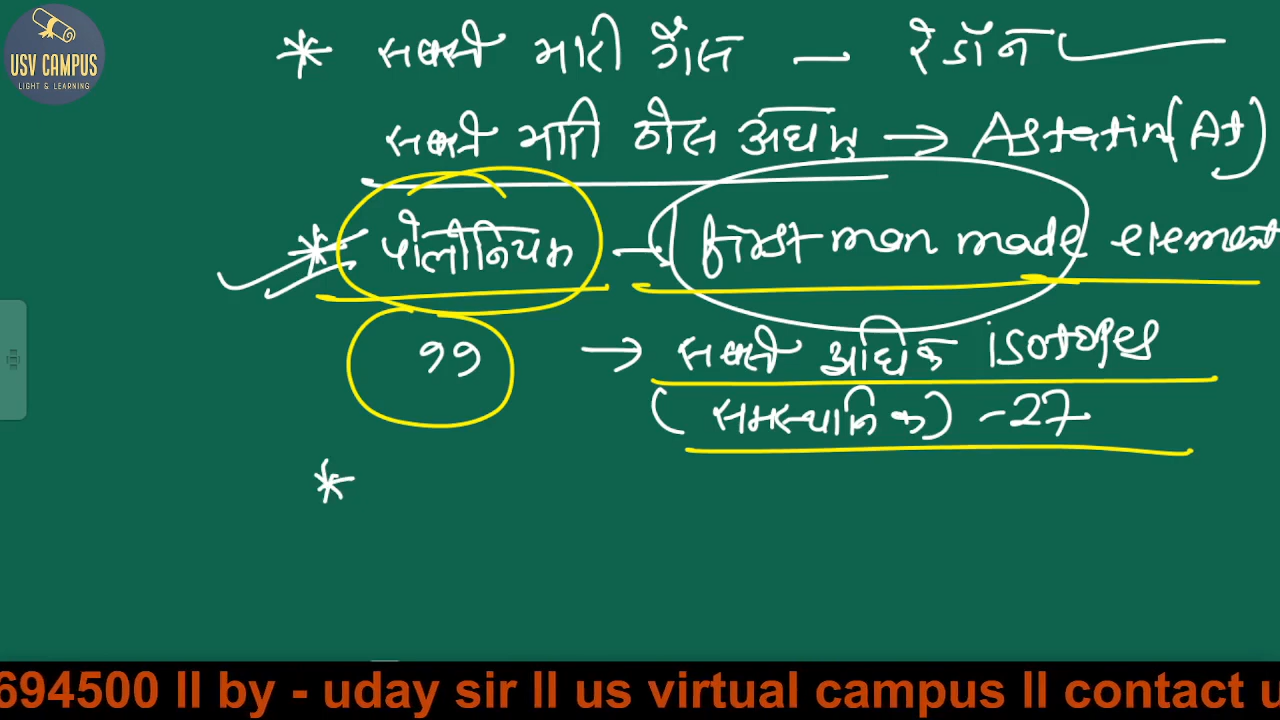 USV CAMPUS
LIGHT & LEARNING
* सबसे भारी गैस - रेडॉन
सबसे भारी ठोस अधातु → Astatin(At)
* पोलोनियम → first man made element
,, → सबसे अधिक isotopes
(समस्थानिक) - 27
*
694500 ll by - uday sir ll us virtual campus ll contact u